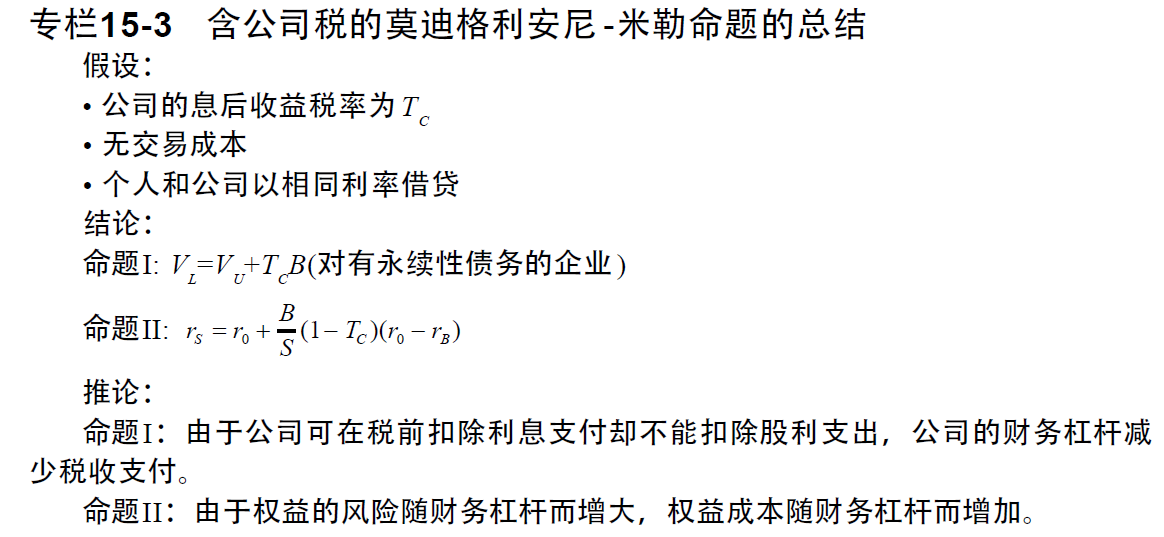 专栏15-3 含公司税的莫迪格利安尼-米勒命题的总结
假设：
• 公司的息后收益税率为 T_C
• 无交易成本
• 个人和公司以相同利率借贷
结论：
命题I: V_L=V_U+T_CB(对有永续性债务的企业)
命题II: r_S = r_0 + \frac{B}{S}(1 − T_C)(r_0 − r_B)
推论：
命题I：由于公司可在税前扣除利息支付却不能扣除股利支出，公司的财务杠杆减
少税收支付。
命题II：由于权益的风险随财务杠杆而增大，权益成本随财务杠杆而增加。